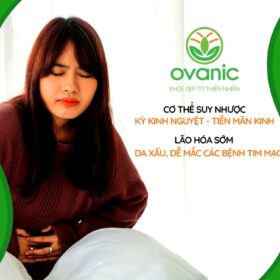 ovanic
KHỎE ĐẸP TỪ THIÊN NHIÊN
CƠ THỂ SUY NHƯỢC
KỲ KINH NGUYỆT - TIỀN MÃN KINH
LÃO HÓA SỚM
DA XẤU, DỄ MẮC CÁC BỆNH TIM MẠC